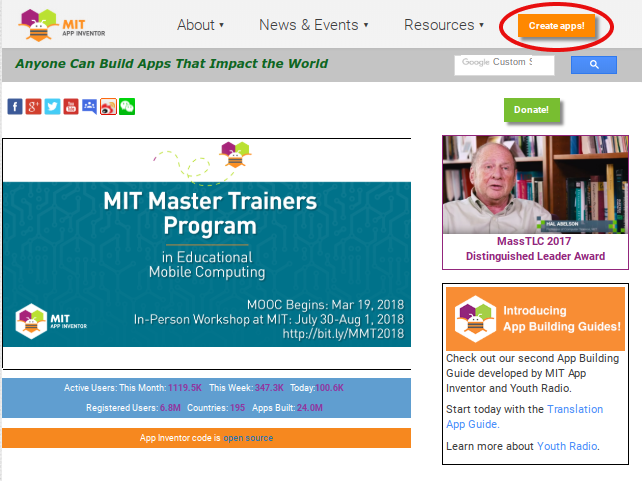 MIT
APP INVENTOR
About ▾
News & Events ▾
Resources ▾
Create apps!
Anyone Can Build Apps That Impact the World
Google Custom S
Donate!
MIT Master Trainers
Program
in Educational
Mobile Computing
MOOC Begins: Mar 19, 2018
In-Person Workshop at MIT: July 30-Aug 1, 2018
http://bit.ly/MMT2018
MIT
APP INVENTOR
Active Users: This Month: 1119.5K This Week: 347.3K Today:100.6K
Registered Users: 6.8M Countries: 195 Apps Built: 24.0M
App Inventor code is open source
HAL ABELSON
MassTLC 2017
Distinguished Leader Award
Introducing
App Building Guides!
Check out our second App Building
Guide developed by MIT App
Inventor and Youth Radio.
Start today with the Translation
App Guide.
Learn more about Youth Radio.